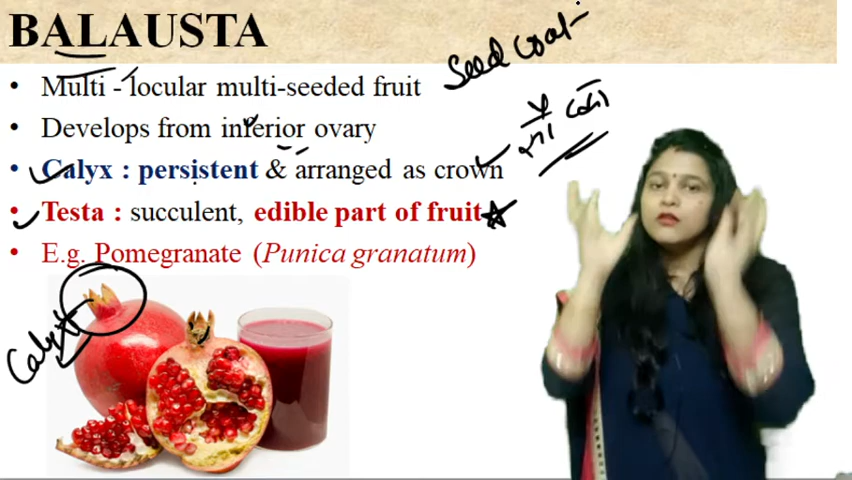 BALAUSTA
Seed Coat
• Multi - locular multi-seeded fruit
• Develops from inferior ovary
• Calyx : persistent & arranged as crown
• Testa : succulent, edible part of fruit
• E.g. Pomegranate (Punica granatum)
Calyx